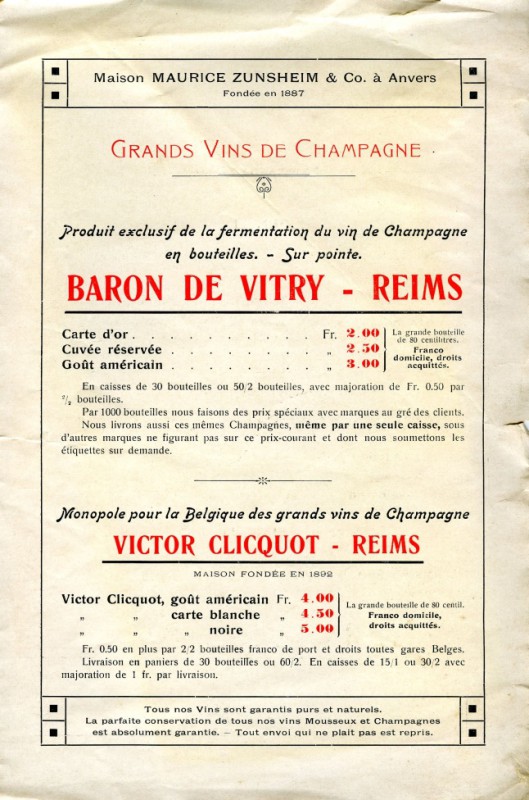 Maison MAURICE ZUNSHEIM & Co. à Anvers
Fondée en 1887
GRANDS VINS DE CHAMPAGNE
Produit exclusif de la fermentation du vin de Champagne
en bouteilles. - Sur pointe.
BARON DE VITRY - REIMS
Carte d'or . . . . . . . . . Fr. 2.00
Cuvée réservée . . . . . . . . „ 2.50
Goût américain . . . . . . . . „ 3.00
La grande bouteille
de 80 centilitres.
Franco
domicile, droits
acquittés.
En caisses de 30 bouteilles ou 50/2 bouteilles, avec majoration de Fr. 0.50 par
2/2 bouteilles.
Par 1000 bouteilles nous faisons des prix spéciaux avec marques au gré des clients.
Nous livrons aussi ces mêmes Champagnes, même par une seule caisse, sous
d'autres marques ne figurant pas sur ce prix-courant et dont nous soumettons les
étiquettes sur demande.
Monopole pour la Belgique des grands vins de Champagne
VICTOR CLICQUOT - REIMS
MAISON FONDÉE EN 1892
Victor Clicquot, goût américain Fr. 4.00
„ „ carte blanche „ 4.50
„ „ „ noire „ 5.00
La grande bouteille de 80 centil.
Franco domicile,
droits acquittés.
Fr. 0.50 en plus par 2/2 bouteilles franco de port et droits toutes gares Belges.
Livraison en paniers de 30 bouteilles ou 60/2. En caisses de 15/1 ou 30/2 avec
majoration de 1 fr. par livraison.
Tous nos Vins sont garantis purs et naturels.
La parfaite conservation de tous nos vins Mousseux et Champagnes
est absolument garantie. — Tout envoi qui ne plait pas est repris.